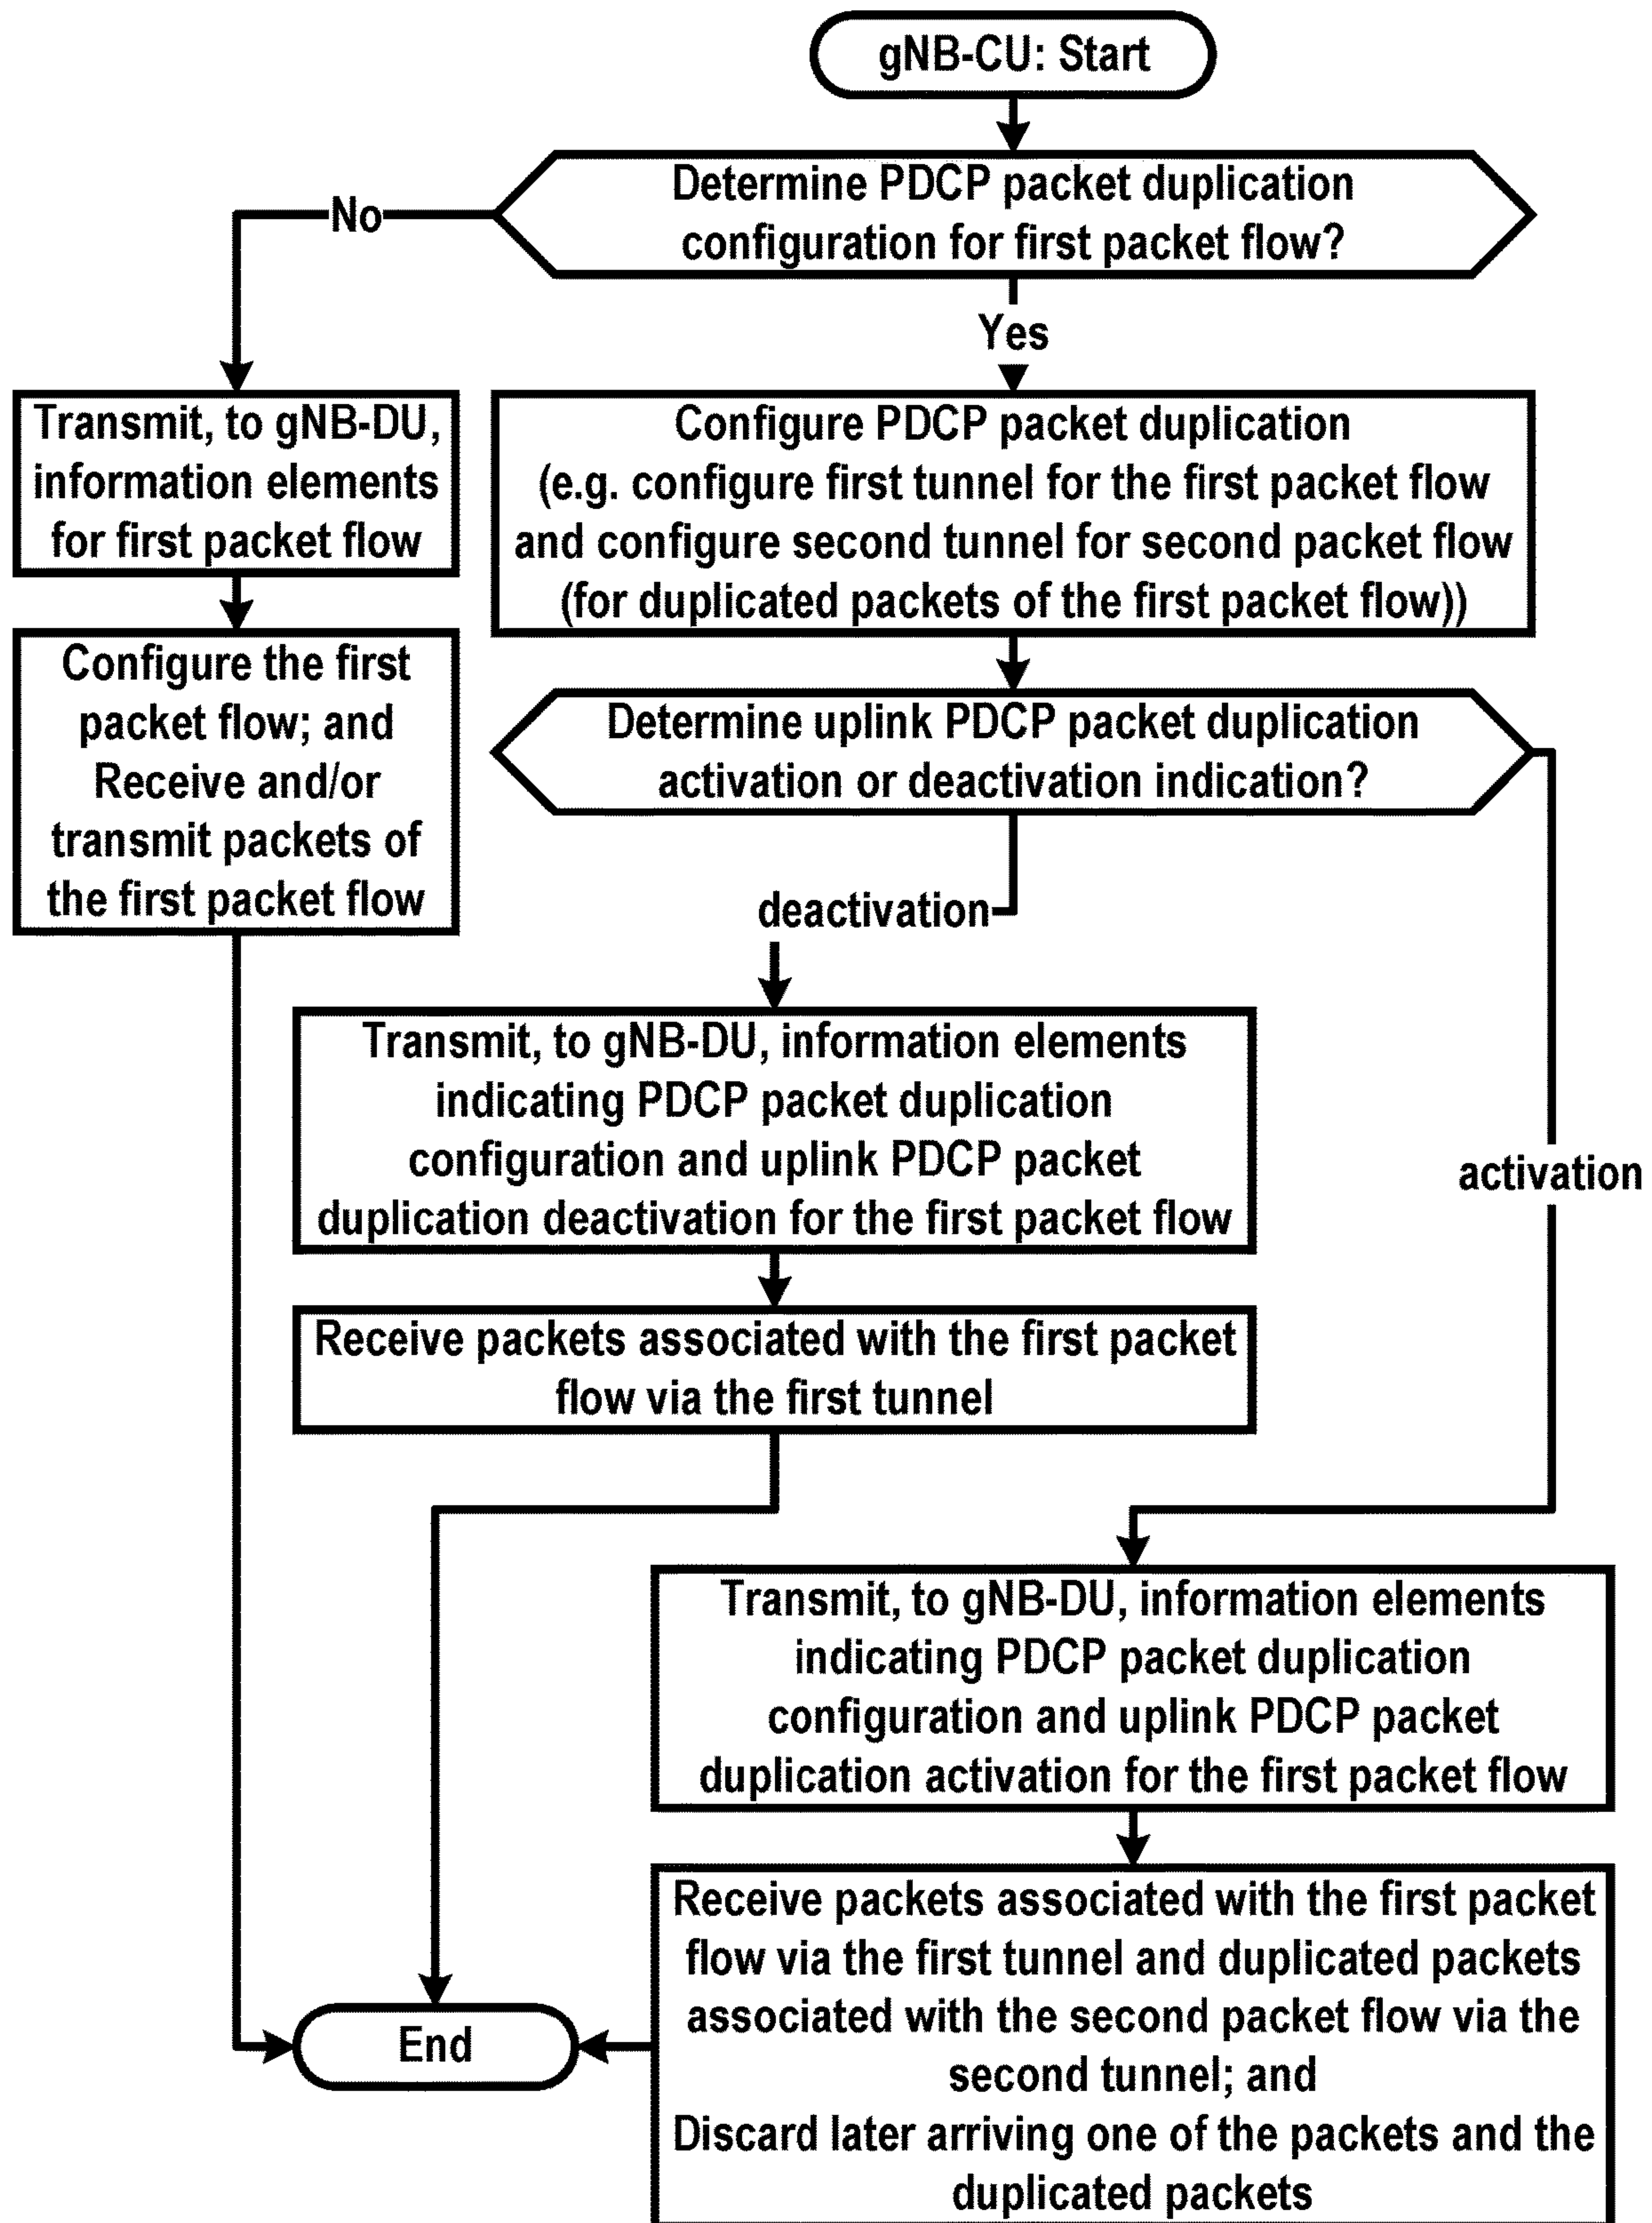 gNB-CU: Start
Determine PDCP packet duplication
configuration for first packet flow?
No
Yes
Transmit, to gNB-DU,
information elements
for first packet flow
Configure PDCP packet duplication
(e.g. configure first tunnel for the first packet flow
and configure second tunnel for second packet flow
(for duplicated packets of the first packet flow))
Configure the first
packet flow; and
Receive and/or
transmit packets of
the first packet flow
Determine uplink PDCP packet duplication
activation or deactivation indication?
deactivation
activation
Transmit, to gNB-DU, information elements
indicating PDCP packet duplication
configuration and uplink PDCP packet
duplication deactivation for the first packet flow
Receive packets associated with the first packet
flow via the first tunnel
Transmit, to gNB-DU, information elements
indicating PDCP packet duplication
configuration and uplink PDCP packet
duplication activation for the first packet flow
Receive packets associated with the first packet
flow via the first tunnel and duplicated packets
associated with the second packet flow via the
second tunnel; and
Discard later arriving one of the packets and the
duplicated packets
End